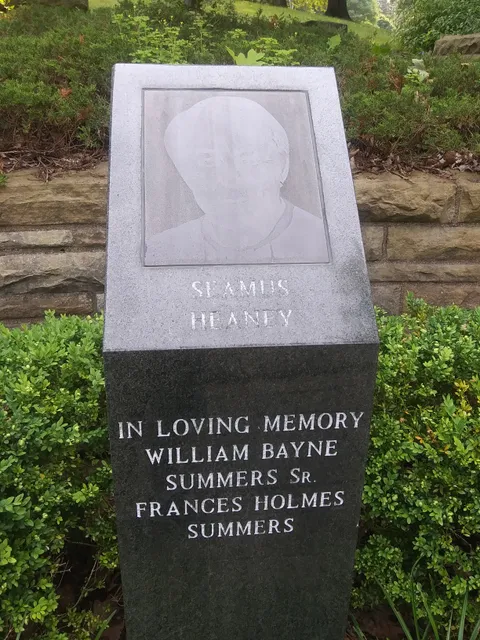 SEAMUS
HEANEY
IN LOVING MEMORY
WILLIAM BAYNE
SUMMERS SR.
FRANCES HOLMES
SUMMERS